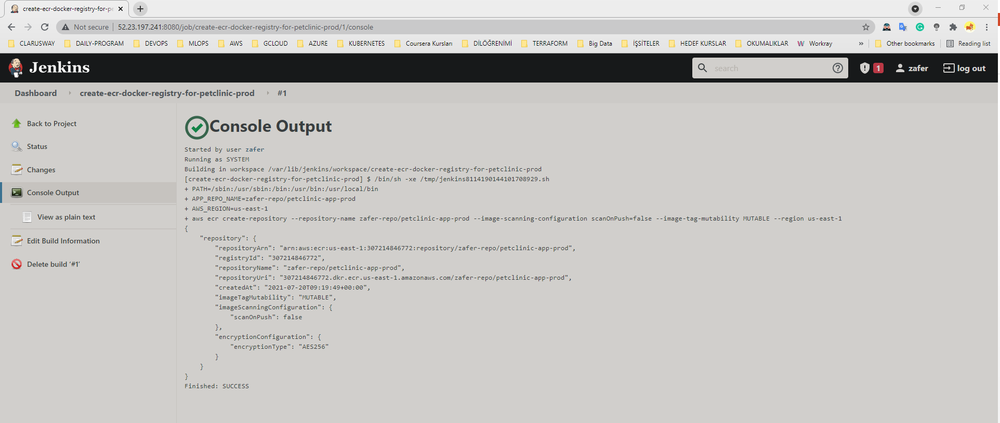 create-ecr-docker-registry-for-pe
Not secure 52.23.197.241:8080/job/create-ecr-docker-registry-for-petclinic-prod/1/console
CLARUSWAY DAILY-PROGRAM DEVOPS MLOPS AWS GCLOUD AZURE KUBERNETES Coursera Kursları DİLÖĞRENİMİ TERRAFORM Big Data İŞSİTELER HEDEF KURSLAR OKUMALIKLAR Workray » Other bookmarks Reading list
Jenkins search 1 zafer log out
Dashboard create-ecr-docker-registry-for-petclinic-prod #1
Back to Project
Status
Changes
Console Output
View as plain text
Edit Build Information
Delete build ‘#1’
Console Output
Started by user zafer
Running as SYSTEM
Building in workspace /var/lib/jenkins/workspace/create-ecr-docker-registry-for-petclinic-prod
[create-ecr-docker-registry-for-petclinic-prod] $ /bin/sh -xe /tmp/jenkins8114190144101708929.sh
+ PATH=/sbin:/usr/sbin:/bin:/usr/bin:/usr/local/bin
+ APP_REPO_NAME=zafer-repo/petclinic-app-prod
+ AWS_REGION=us-east-1
+ aws ecr create-repository --repository-name zafer-repo/petclinic-app-prod --image-scanning-configuration scanOnPush=false --image-tag-mutability MUTABLE --region us-east-1
{
    "repository": {
        "repositoryArn": "arn:aws:ecr:us-east-1:307214846772:repository/zafer-repo/petclinic-app-prod",
        "registryId": "307214846772",
        "repositoryName": "zafer-repo/petclinic-app-prod",
        "repositoryUri": "307214846772.dkr.ecr.us-east-1.amazonaws.com/zafer-repo/petclinic-app-prod",
        "createdAt": "2021-07-20T09:19:49+00:00",
        "imageTagMutability": "MUTABLE",
        "imageScanningConfiguration": {
            "scanOnPush": false
        },
        "encryptionConfiguration": {
            "encryptionType": "AES256"
        }
    }
}
Finished: SUCCESS